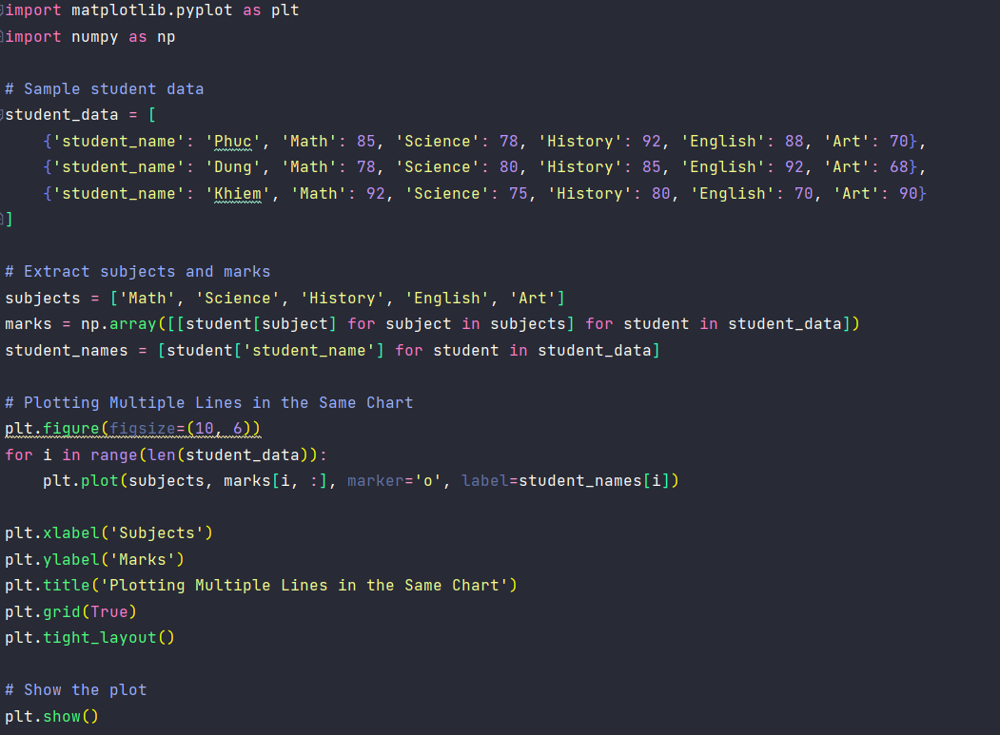 import matplotlib.pyplot as plt
import numpy as np
# Sample student data
student_data = [
    {'student_name': 'Phuc', 'Math': 85, 'Science': 78, 'History': 92, 'English': 88, 'Art': 70},
    {'student_name': 'Dung', 'Math': 78, 'Science': 80, 'History': 85, 'English': 92, 'Art': 68},
    {'student_name': 'Khiem', 'Math': 92, 'Science': 75, 'History': 80, 'English': 70, 'Art': 90}
]
# Extract subjects and marks
subjects = ['Math', 'Science', 'History', 'English', 'Art']
marks = np.array([[student[subject] for subject in subjects] for student in student_data])
student_names = [student['student_name'] for student in student_data]
# Plotting Multiple Lines in the Same Chart
plt.figure(figsize=(10, 6))
for i in range(len(student_data)):
    plt.plot(subjects, marks[i, :], marker='o', label=student_names[i])
plt.xlabel('Subjects')
plt.ylabel('Marks')
plt.title('Plotting Multiple Lines in the Same Chart')
plt.grid(True)
plt.tight_layout()
# Show the plot
plt.show()